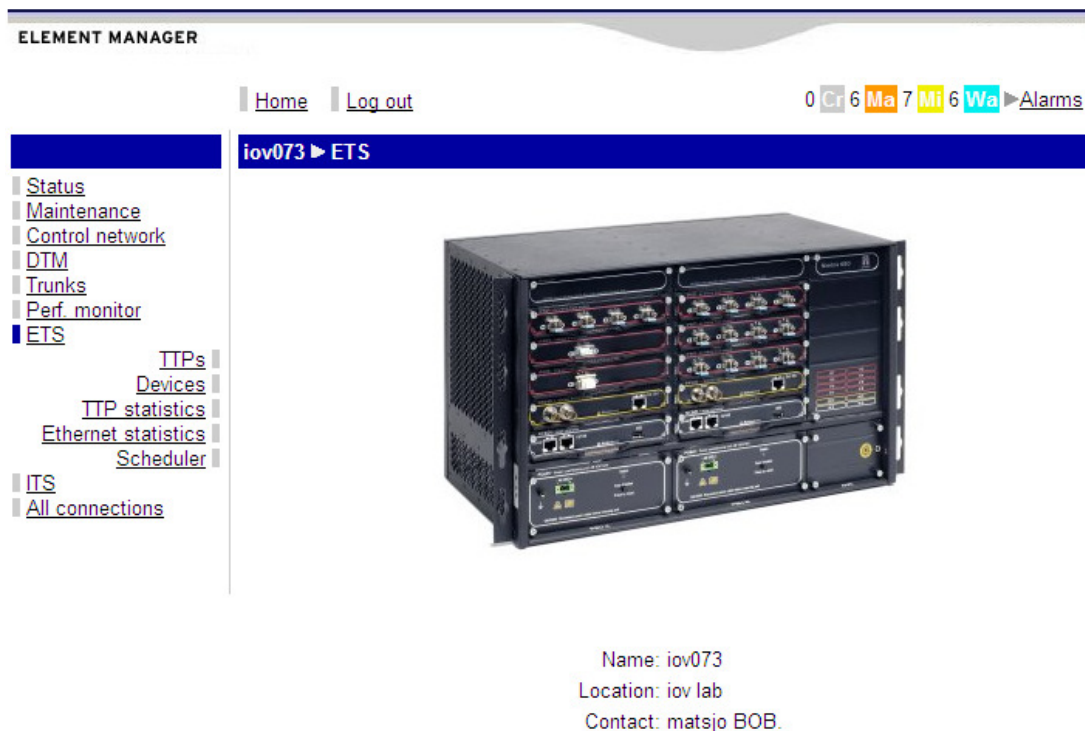 ELEMENT MANAGER
Home Log out 0 Cr 6 Ma 7 Mi 6 Wa ►Alarms
iov073 ► ETS
Status
Maintenance
Control network
DTM
Trunks
Perf. monitor
ETS
TTPs
Devices
TTP statistics
Ethernet statistics
Scheduler
ITS
All connections
Name: iov073
Location: iov lab
Contact: matsjo BOB.